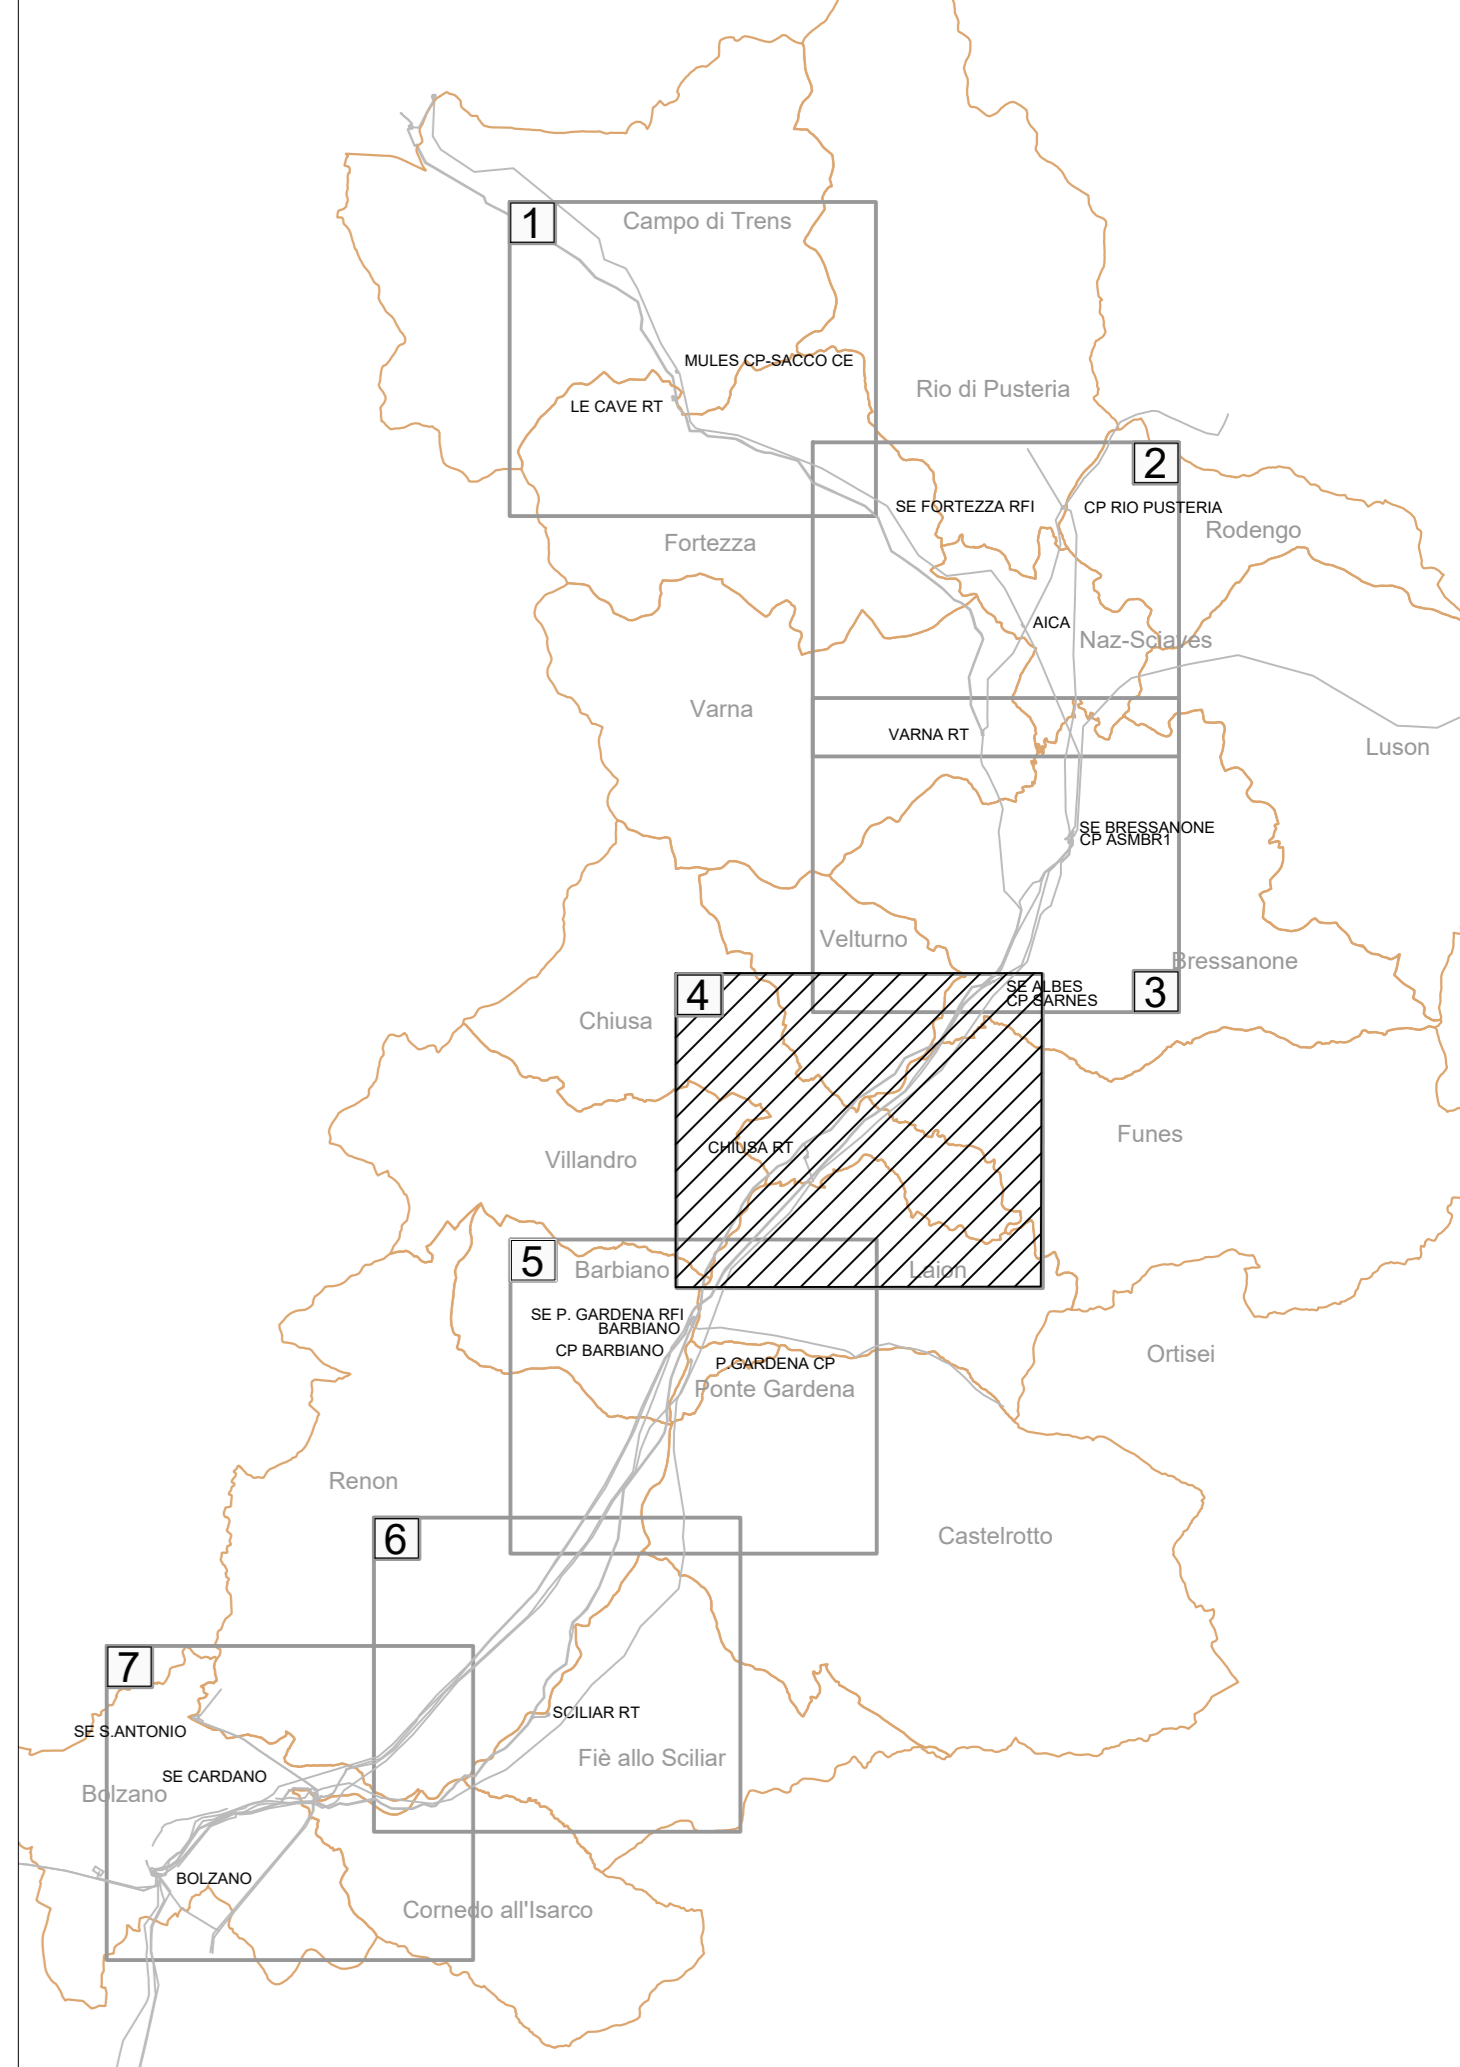 1
Campo di Trens
MULES CP-SACCO CE
LE CAVE RT
Rio di Pusteria
2
SE FORTEZZA RFI
CP RIO PUSTERIA
Rodengo
Fortezza
AICA
Naz-Sciaves
Varna
VARNA RT
Luson
SE BRESSANONE
CP ASMBR1
Velturno
Bressanone
4
SE ALBES
CP SARNES
3
Chiusa
Funes
CHIUSA RT
Villandro
5
Barbiano
Laion
SE P. GARDENA RFI
BARBIANO
CP BARBIANO
P.GARDENA CP
Ortisei
Ponte Gardena
Renon
6
Castelrotto
7
SCILIAR RT
SE S.ANTONIO
Fiè allo Sciliar
SE CARDANO
Bolzano
BOLZANO
Cornedo all'Isarco